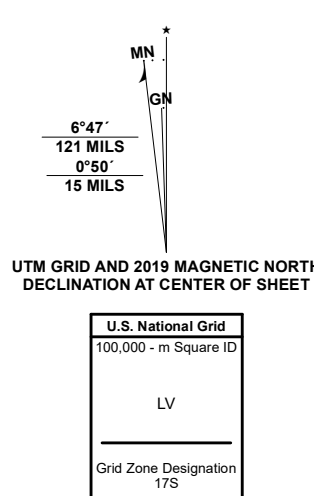 ★
MN
GN
6°47´
121 MILS
0°50´
15 MILS
UTM GRID AND 2019 MAGNETIC NORTH
DECLINATION AT CENTER OF SHEET
U.S. National Grid
100,000 - m Square ID
LV
Grid Zone Designation
17S